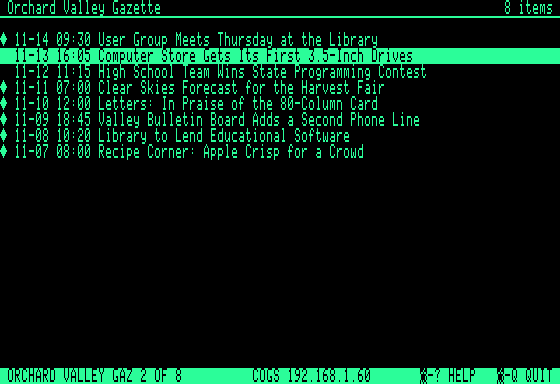 Orchard Valley Gazette 8 items
♦ 11-14 09:30 User Group Meets Thursday at the Library
11-13 16:05 Computer Store Gets Its First 3.5-Inch Drives
11-12 11:15 High School Team Wins State Programming Contest
♦ 11-11 07:00 Clear Skies Forecast for the Harvest Fair
♦ 11-10 12:00 Letters: In Praise of the 80-Column Card
♦ 11-09 18:45 Valley Bulletin Board Adds a Second Phone Line
♦ 11-08 10:20 Library to Lend Educational Software
♦ 11-07 08:00 Recipe Corner: Apple Crisp for a Crowd
ORCHARD VALLEY GAZ 2 OF 8 COGS 192.168.1.60 ⌘-? HELP ⌘-Q QUIT